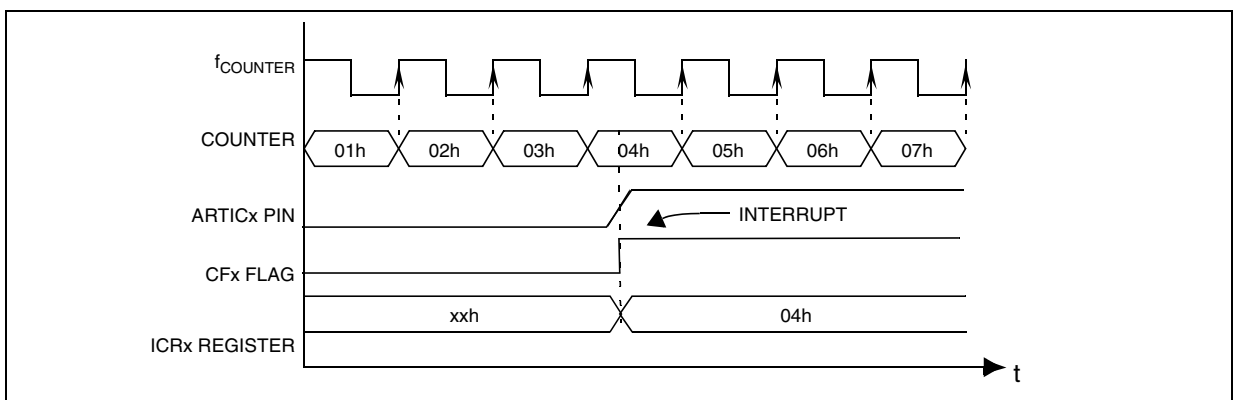 fCOUNTER
COUNTER 01h 02h 03h 04h 05h 06h 07h
ARTICx PIN INTERRUPT
CFx FLAG
xxh 04h
ICRx REGISTER
t